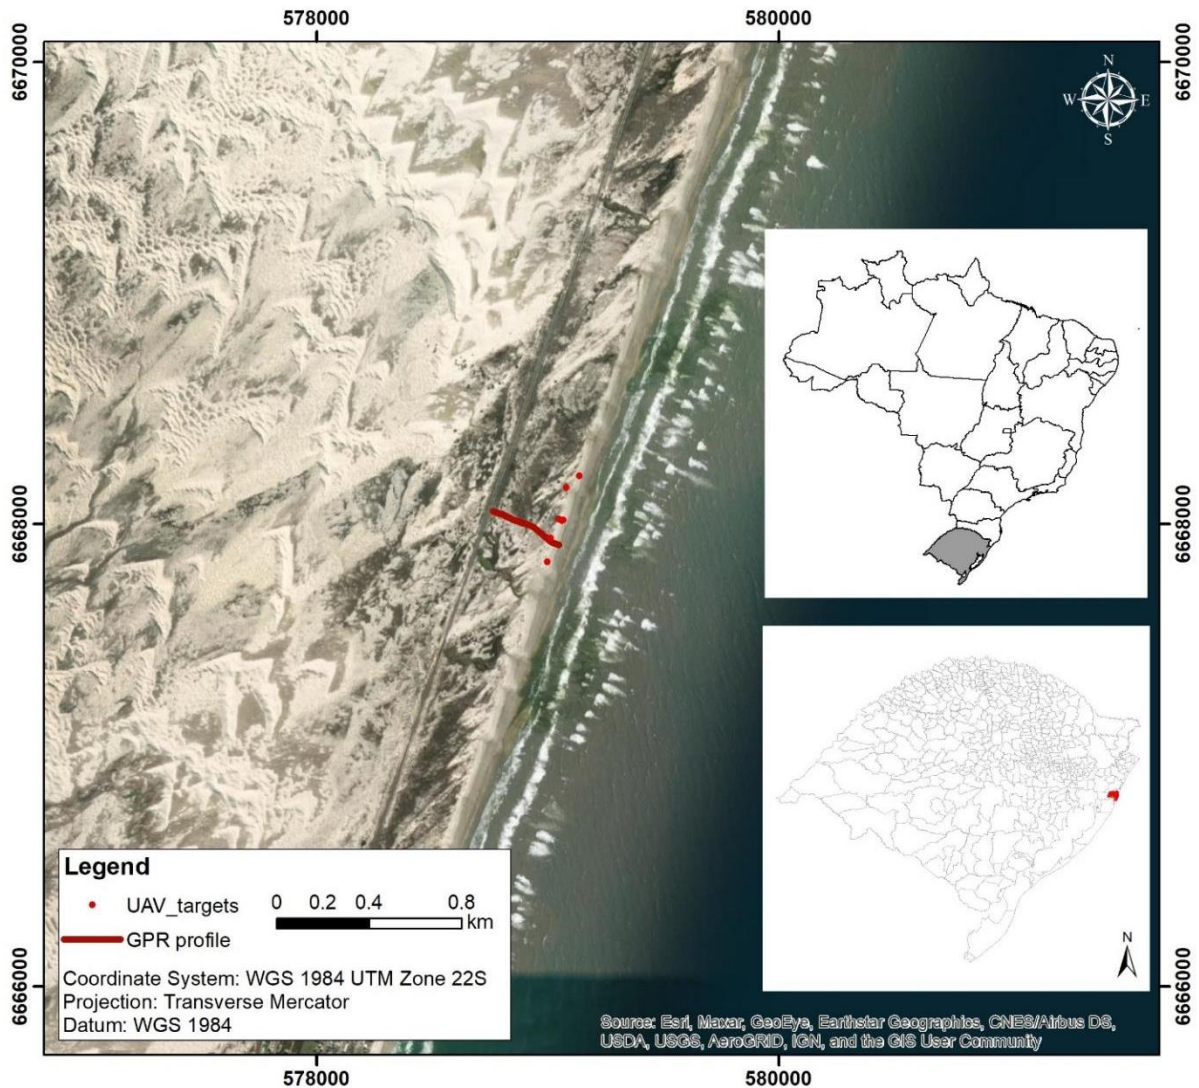 578000
580000
6670000
6670000
N
W
E
S
6668000
6668000
N
Legend
UAV_targets
GPR profile
0 0.2 0.4 0.8
km
Coordinate System: WGS 1984 UTM Zone 22S
Projection: Transverse Mercator
Datum: WGS 1984
6666000
6666000
Source: Esri, Maxar, GeoEye, Earthstar Geographics, CNES/Airbus DS,
USDA, USGS, AeroGRID, IGN, and the GIS User Community
578000
580000